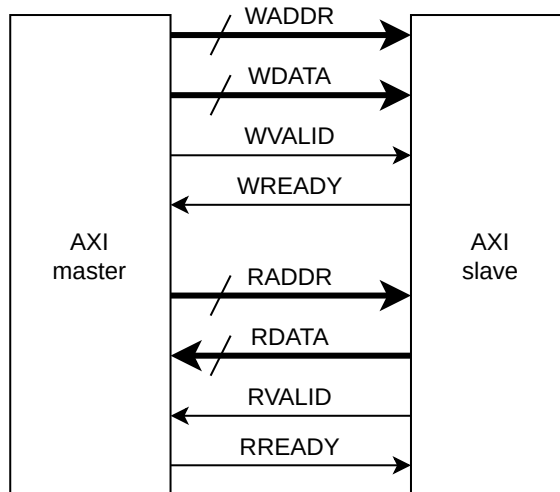 WADDR
WDATA
WVALID
WREADY
AXI
master
AXI
slave
RADDR
RDATA
RVALID
RREADY